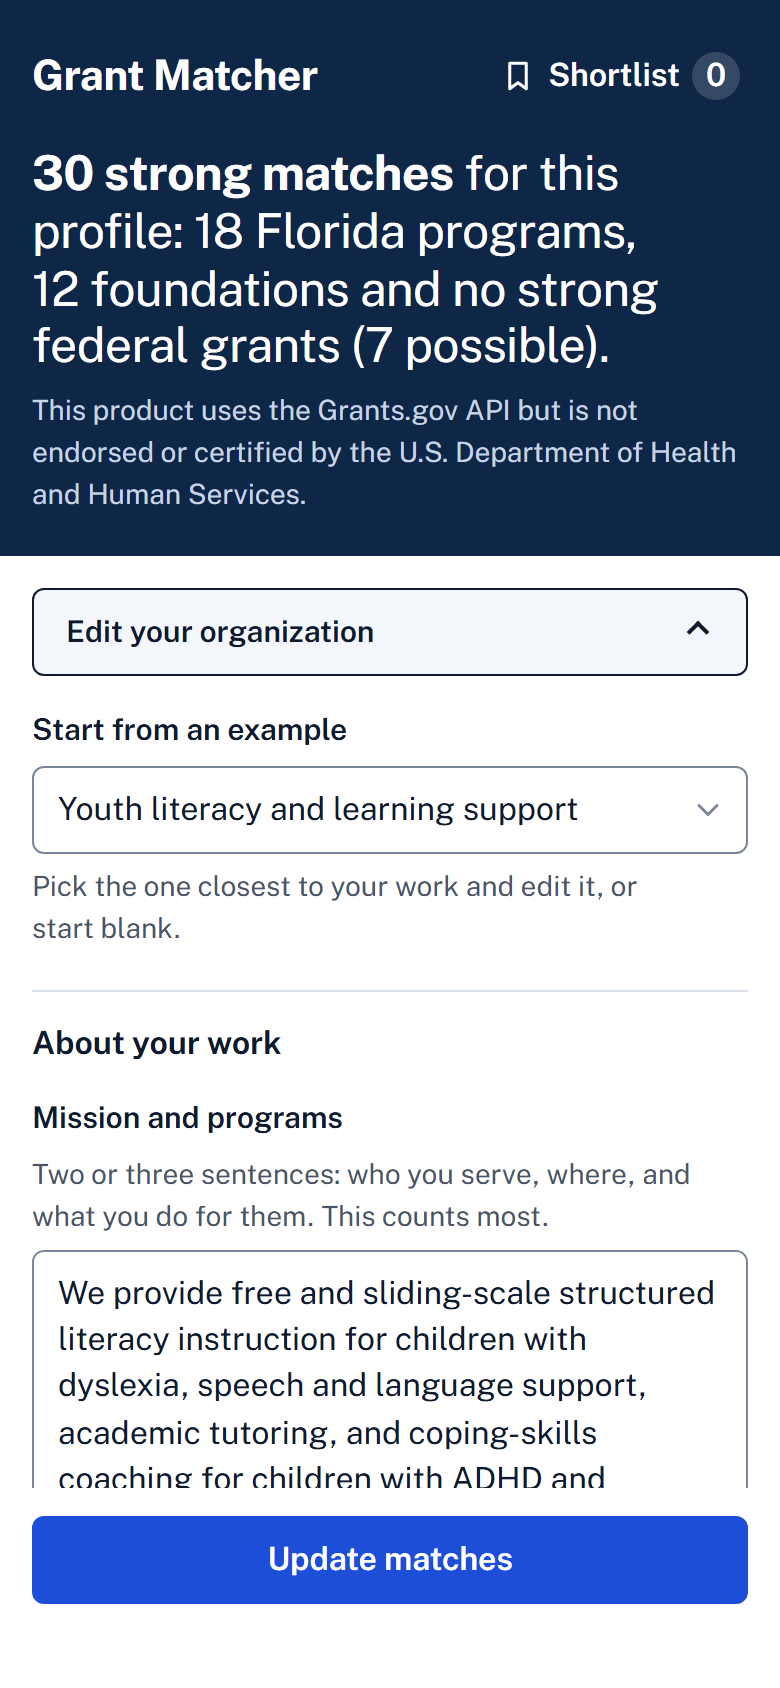 Grant Matcher
Shortlist 0
30 strong matches for this
profile: 18 Florida programs,
12 foundations and no strong
federal grants (7 possible).
This product uses the Grants.gov API but is not
endorsed or certified by the U.S. Department of Health
and Human Services.
Edit your organization
Start from an example
Youth literacy and learning support
Pick the one closest to your work and edit it, or
start blank.
About your work
Mission and programs
Two or three sentences: who you serve, where, and
what you do for them. This counts most.
We provide free and sliding-scale structured
literacy instruction for children with
dyslexia, speech and language support,
academic tutoring, and coping-skills
coaching for children with ADHD and
Update matches